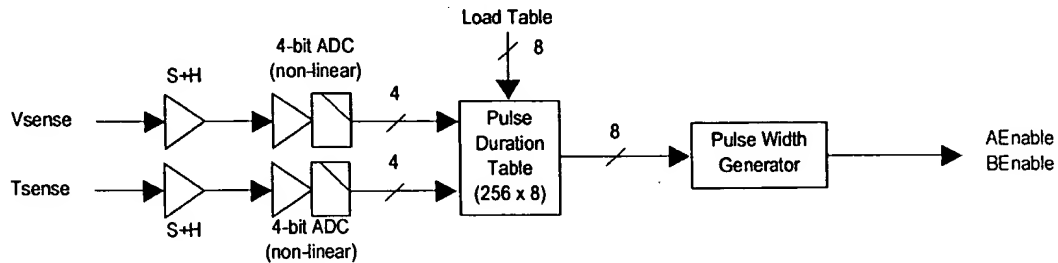 Load Table
8
4-bit ADC
(non-linear)
S+H
4
Vsense
Pulse
Duration
Table
(256 x 8)
8
Pulse Width
Generator
AEnable
BEnable
Tsense
4
S+H
4-bit ADC
(non-linear)